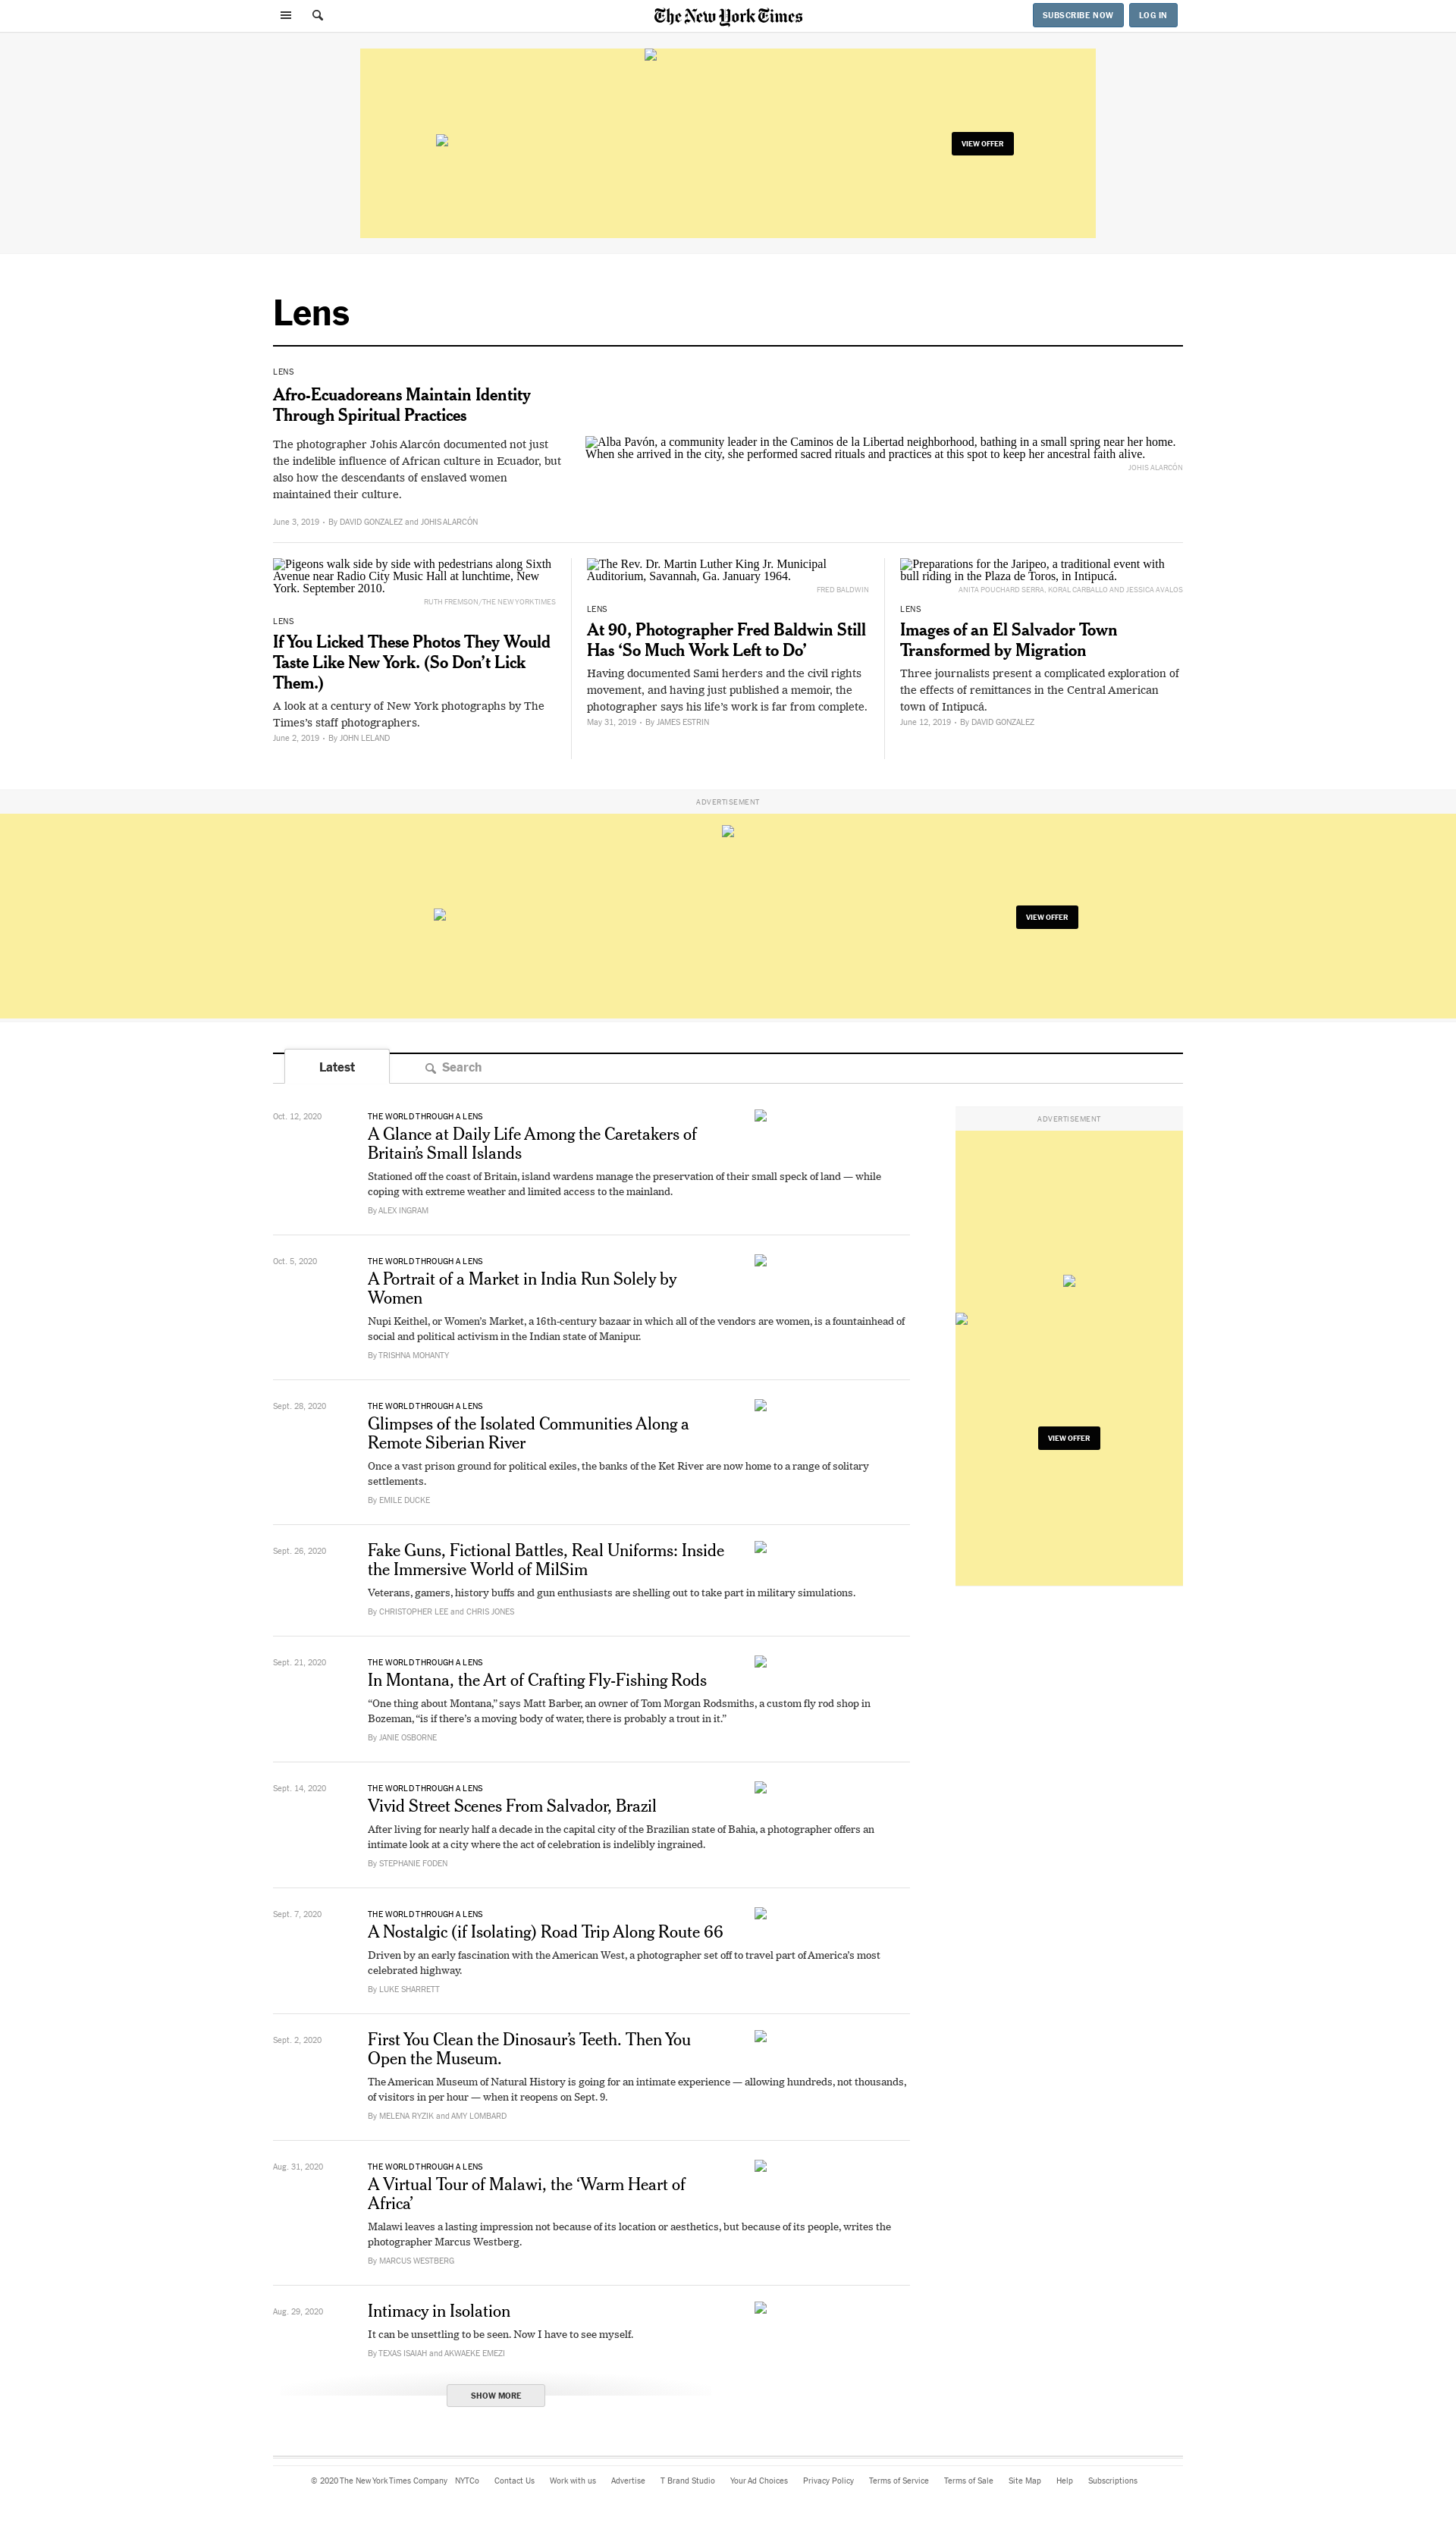 The New York Times
SUBSCRIBE NOW
LOG IN
VIEW OFFER
Lens
LENS
Afro-Ecuadoreans Maintain Identity
Through Spiritual Practices
The photographer Johis Alarcón documented not just
the indelible influence of African culture in Ecuador, but
also how the descendants of enslaved women
maintained their culture.
June 3, 2019 • By DAVID GONZALEZ and JOHIS ALARCÓN
Alba Pavón, a community leader in the Caminos de la Libertad neighborhood, bathing in a small spring near her home.
When she arrived in the city, she performed sacred rituals and practices at this spot to keep her ancestral faith alive.
JOHIS ALARCÓN
Pigeons walk side by side with pedestrians along Sixth
Avenue near Radio City Music Hall at lunchtime, New
York. September 2010.
RUTH FREMSON/THE NEW YORK TIMES
LENS
If You Licked These Photos They Would
Taste Like New York. (So Don’t Lick
Them.)
A look at a century of New York photographs by The
Times’s staff photographers.
June 2, 2019 • By JOHN LELAND
The Rev. Dr. Martin Luther King Jr. Municipal
Auditorium, Savannah, Ga. January 1964.
FRED BALDWIN
LENS
At 90, Photographer Fred Baldwin Still
Has ‘So Much Work Left to Do’
Having documented Sami herders and the civil rights
movement, and having just published a memoir, the
photographer says his life’s work is far from complete.
May 31, 2019 • By JAMES ESTRIN
Preparations for the Jaripeo, a traditional event with
bull riding in the Plaza de Toros, in Intipucá.
ANITA POUCHARD SERRA, KORAL CARBALLO AND JESSICA AVALOS
LENS
Images of an El Salvador Town
Transformed by Migration
Three journalists present a complicated exploration of
the effects of remittances in the Central American
town of Intipucá.
June 12, 2019 • By DAVID GONZALEZ
ADVERTISEMENT
VIEW OFFER
Latest
Search
Oct. 12, 2020
THE WORLD THROUGH A LENS
A Glance at Daily Life Among the Caretakers of
Britain’s Small Islands
Stationed off the coast of Britain, island wardens manage the preservation of their small speck of land — while
coping with extreme weather and limited access to the mainland.
By ALEX INGRAM
ADVERTISEMENT
VIEW OFFER
Oct. 5, 2020
THE WORLD THROUGH A LENS
A Portrait of a Market in India Run Solely by
Women
Nupi Keithel, or Women’s Market, a 16th-century bazaar in which all of the vendors are women, is a fountainhead of
social and political activism in the Indian state of Manipur.
By TRISHNA MOHANTY
Sept. 28, 2020
THE WORLD THROUGH A LENS
Glimpses of the Isolated Communities Along a
Remote Siberian River
Once a vast prison ground for political exiles, the banks of the Ket River are now home to a range of solitary
settlements.
By EMILE DUCKE
Sept. 26, 2020
Fake Guns, Fictional Battles, Real Uniforms: Inside
the Immersive World of MilSim
Veterans, gamers, history buffs and gun enthusiasts are shelling out to take part in military simulations.
By CHRISTOPHER LEE and CHRIS JONES
Sept. 21, 2020
THE WORLD THROUGH A LENS
In Montana, the Art of Crafting Fly-Fishing Rods
“One thing about Montana,” says Matt Barber, an owner of Tom Morgan Rodsmiths, a custom fly rod shop in
Bozeman, “is if there’s a moving body of water, there is probably a trout in it.”
By JANIE OSBORNE
Sept. 14, 2020
THE WORLD THROUGH A LENS
Vivid Street Scenes From Salvador, Brazil
After living for nearly half a decade in the capital city of the Brazilian state of Bahia, a photographer offers an
intimate look at a city where the act of celebration is indelibly ingrained.
By STEPHANIE FODEN
Sept. 7, 2020
THE WORLD THROUGH A LENS
A Nostalgic (if Isolating) Road Trip Along Route 66
Driven by an early fascination with the American West, a photographer set off to travel part of America’s most
celebrated highway.
By LUKE SHARRETT
Sept. 2, 2020
First You Clean the Dinosaur’s Teeth. Then You
Open the Museum.
The American Museum of Natural History is going for an intimate experience — allowing hundreds, not thousands,
of visitors in per hour — when it reopens on Sept. 9.
By MELENA RYZIK and AMY LOMBARD
Aug. 31, 2020
THE WORLD THROUGH A LENS
A Virtual Tour of Malawi, the ‘Warm Heart of
Africa’
Malawi leaves a lasting impression not because of its location or aesthetics, but because of its people, writes the
photographer Marcus Westberg.
By MARCUS WESTBERG
Aug. 29, 2020
Intimacy in Isolation
It can be unsettling to be seen. Now I have to see myself.
By TEXAS ISAIAH and AKWAEKE EMEZI
SHOW MORE
© 2020 The New York Times Company NYTCo Contact Us Work with us Advertise T Brand Studio Your Ad Choices Privacy Policy Terms of Service Terms of Sale Site Map Help Subscriptions